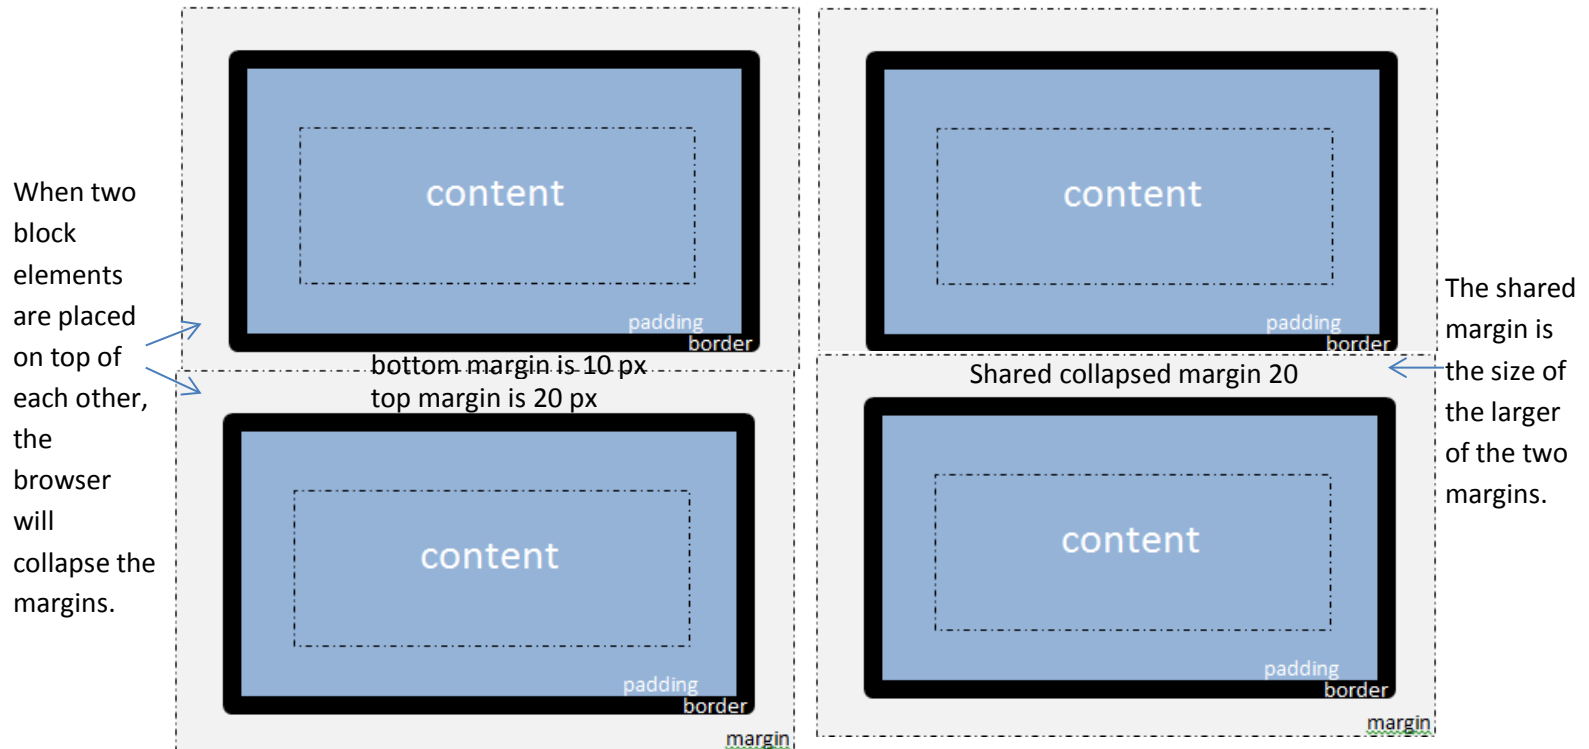 When two
block
elements
are placed
on top of
each other,
the
browser
will
collapse the
margins.
content
padding
border
bottom margin is 10 px
top margin is 20 px
content
padding
border
margin
content
padding
border
Shared collapsed margin 20
content
padding
border
margin
The shared
margin is
the size of
the larger
of the two
margins.